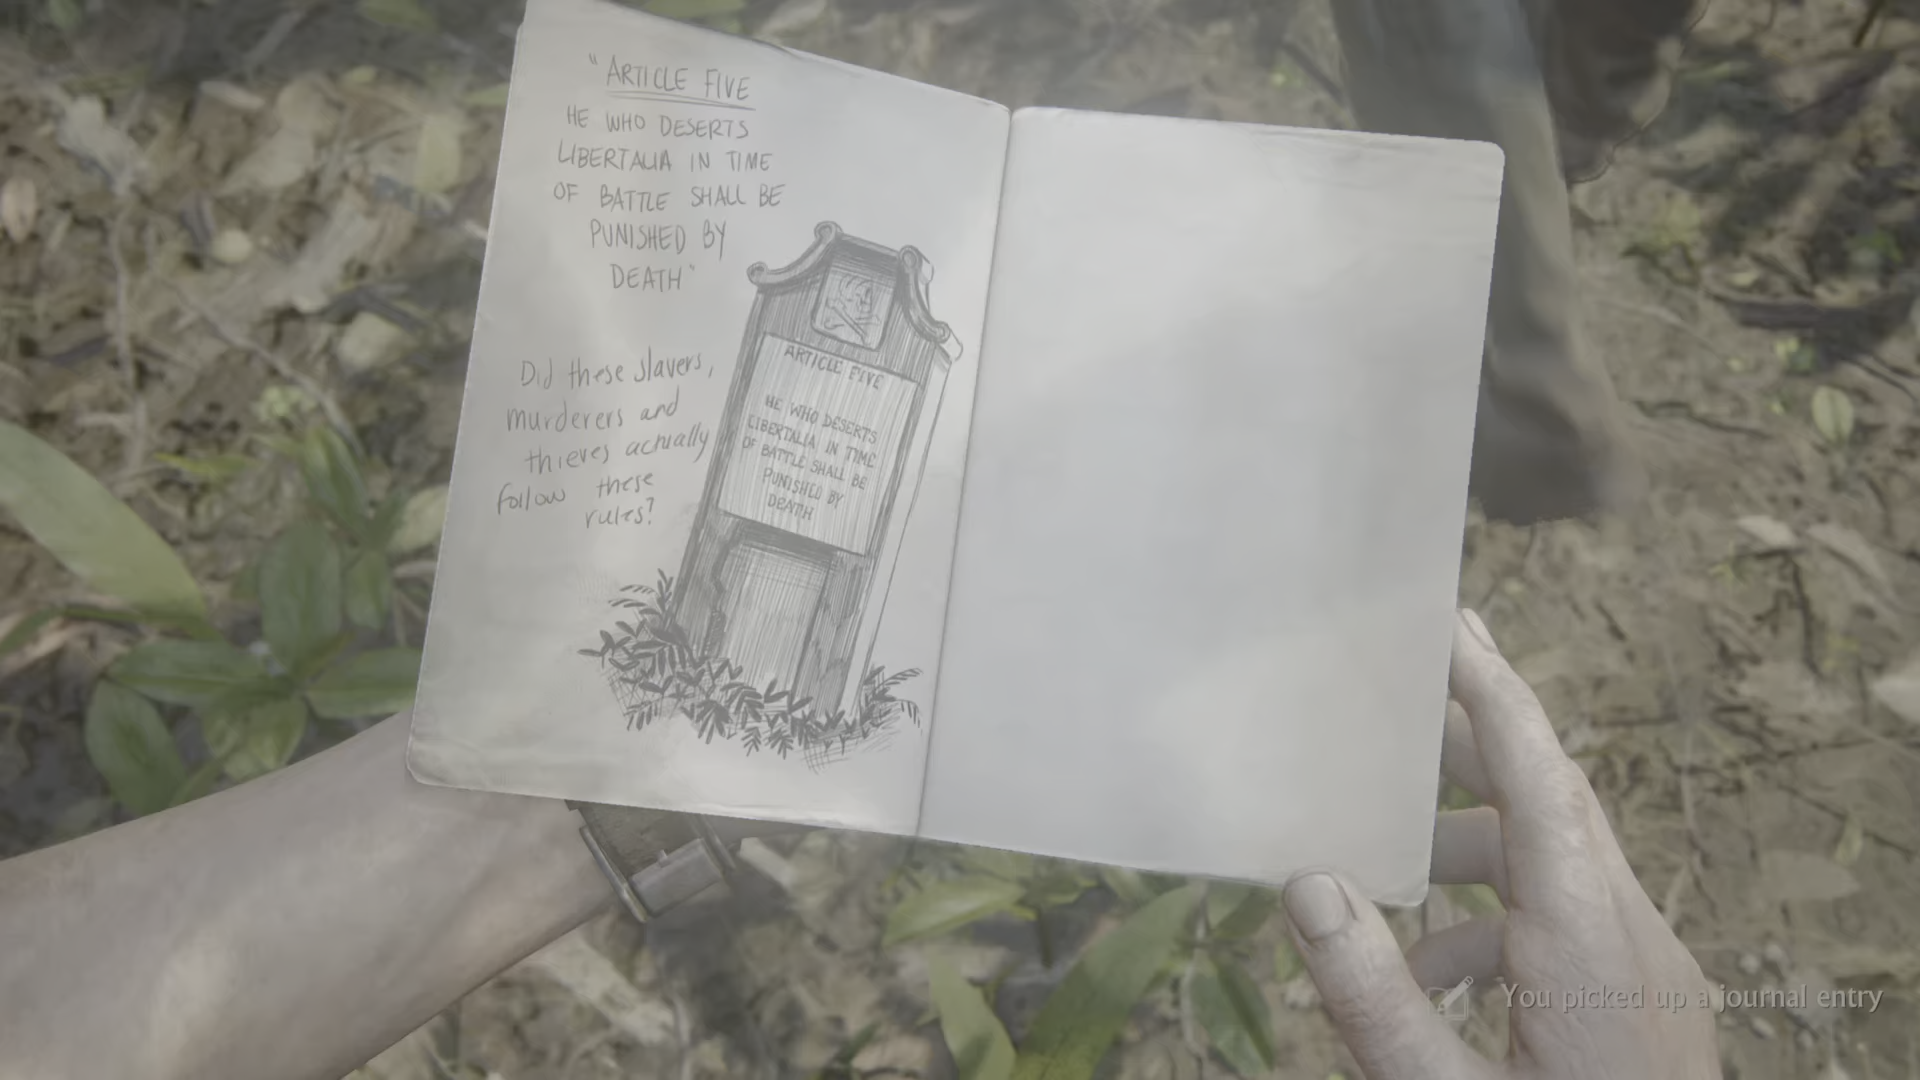 "ARTICLE FIVE
HE WHO DESERTS
LIBERTALIA IN TIME
OF BATTLE SHALL BE
PUNISHED BY
DEATH"
Did these slavers,
murderers and
thieves actually
follow these
rules?
ARTICLE FIVE
HE WHO DESERTS
LIBERTALIA IN TIME
OF BATTLE SHALL BE
PUNISHED BY
DEATH
You picked up a journal entry